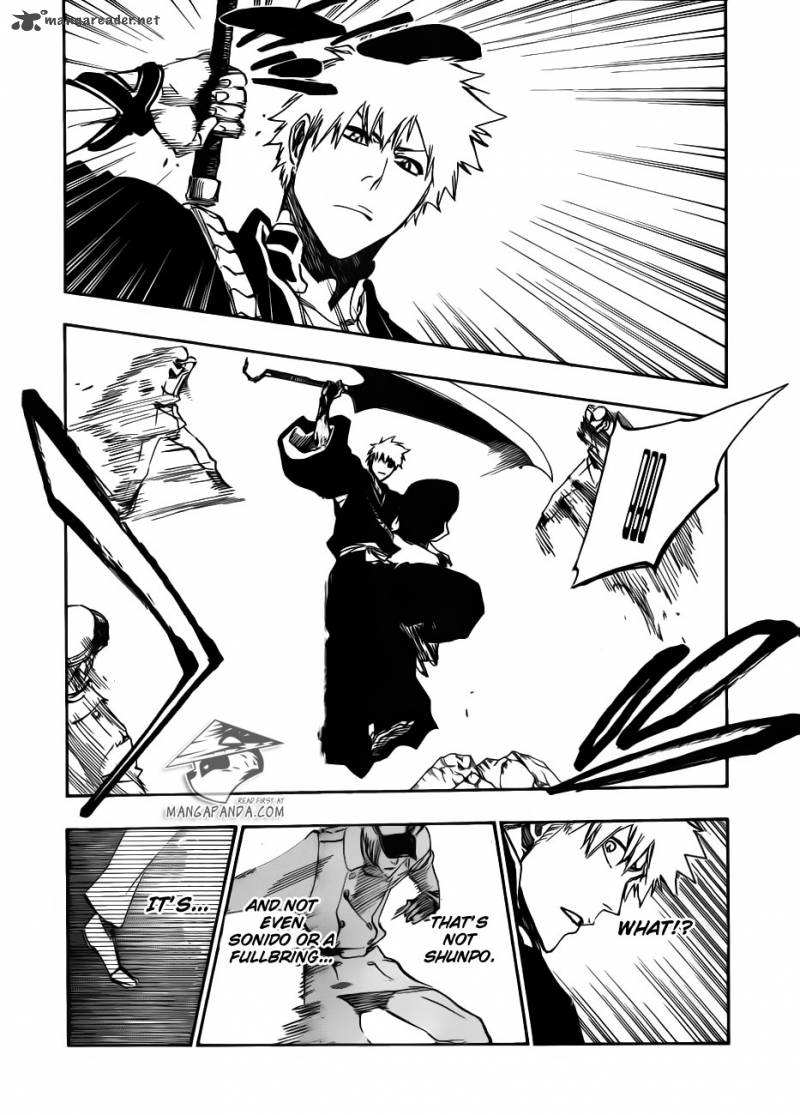 mangareader.net
WHAT!?
THAT'S
NOT
SHUNPO.
AND NOT
EVEN
SONIDO OR A
FULLBRING...
IT'S...
READ FIRST AT
MANGAPANDA.COM